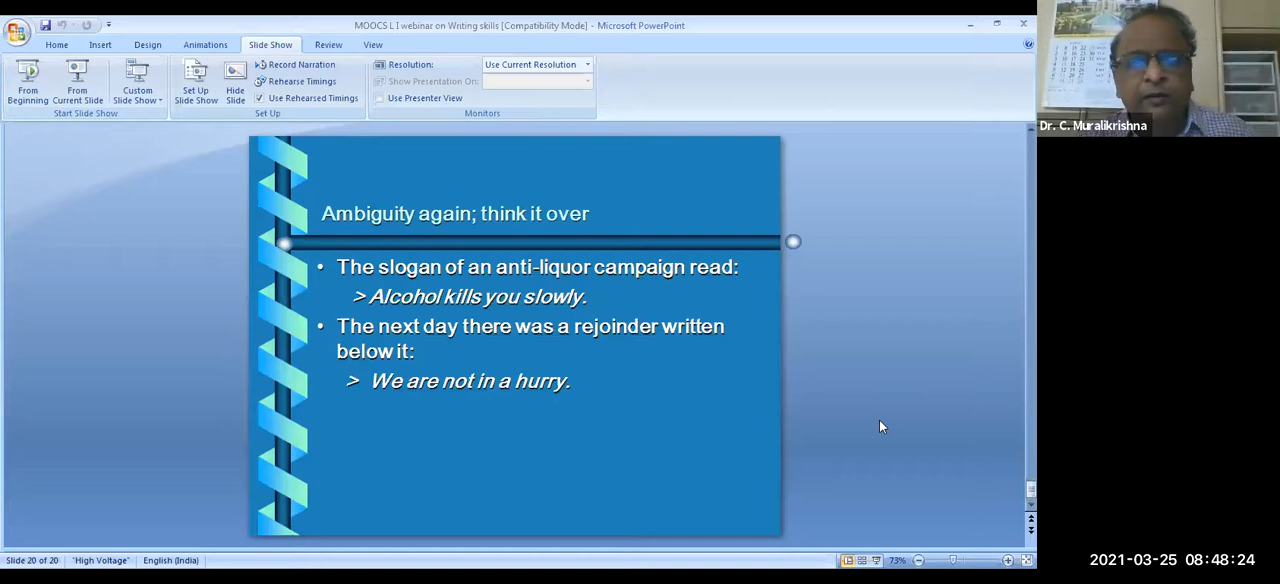 MOOCS L I webinar on Writing skills [Compatibility Mode] - Microsoft PowerPoint
Home Insert Design Animations Slide Show Review View
Record Narration
Rehearse Timings
Use Rehearsed Timings
From Beginning
From Current Slide
Custom Slide Show
Set Up Slide Show
Hide Slide
Resolution: Use Current Resolution
Show Presentation On:
Use Presenter View
Start Slide Show
Set Up
Monitors
Dr. C. Muralikrishna
Ambiguity again; think it over
• The slogan of an anti-liquor campaign read:
> Alcohol kills you slowly.
• The next day there was a rejoinder written
below it:
> We are not in a hurry.
Slide 20 of 20 "High Voltage" English (India) 73%
2021-03-25 08:48:24